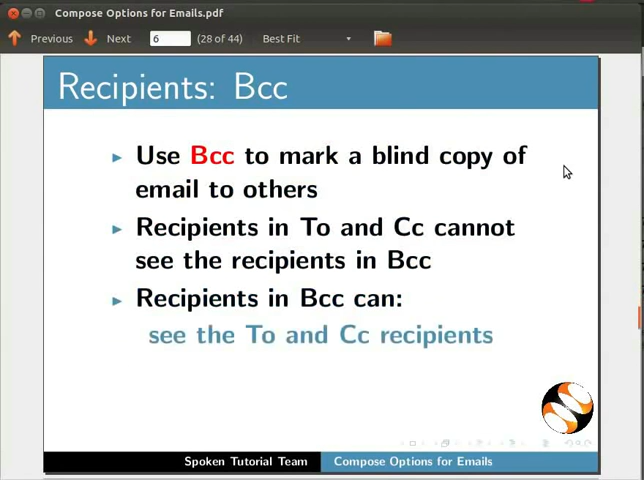 Compose Options for Emails.pdf
Previous Next 6 (28 of 44) Best Fit
Recipients: Bcc
Use Bcc to mark a blind copy of
email to others
Recipients in To and Cc cannot
see the recipients in Bcc
Recipients in Bcc can:
see the To and Cc recipients
Spoken Tutorial Team Compose Options for Emails